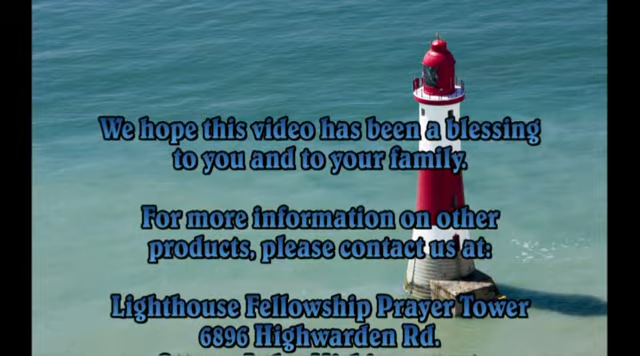 We hope this video has been a blessing
to you and to your family.
For more information on other
products, please contact us at:
Lighthouse Fellowship Prayer Tower
6896 Highwarden Rd.